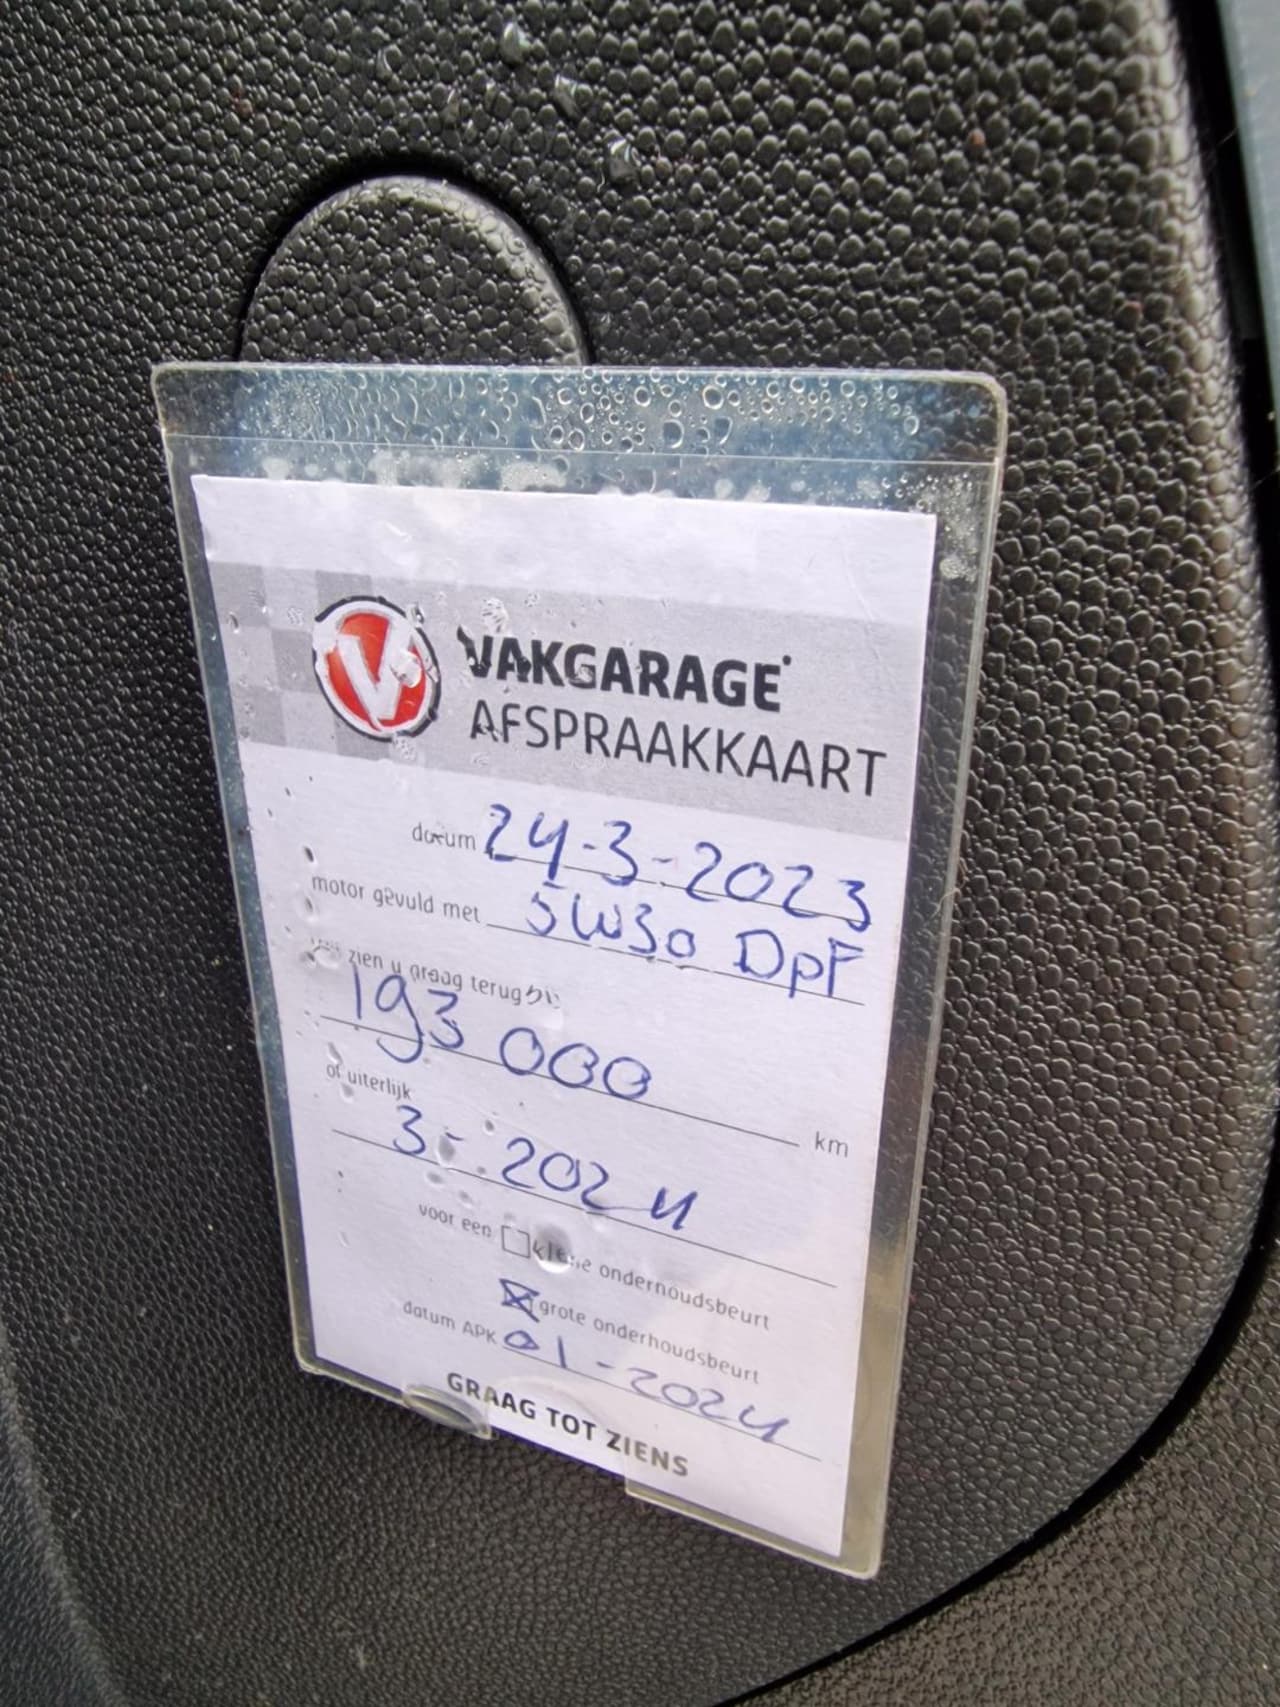 VAKGARAGE
AFSPRAAKKAART
datum 24-3-2023
motor gevuld met 5W30 DpF
zien u graag terug bij
193 000 km
of uiterlijk
3-2024
voor een kleine onderhoudsbeurt
grote onderhoudsbeurt
datum APK 01-2024
GRAAG TOT ZIENS